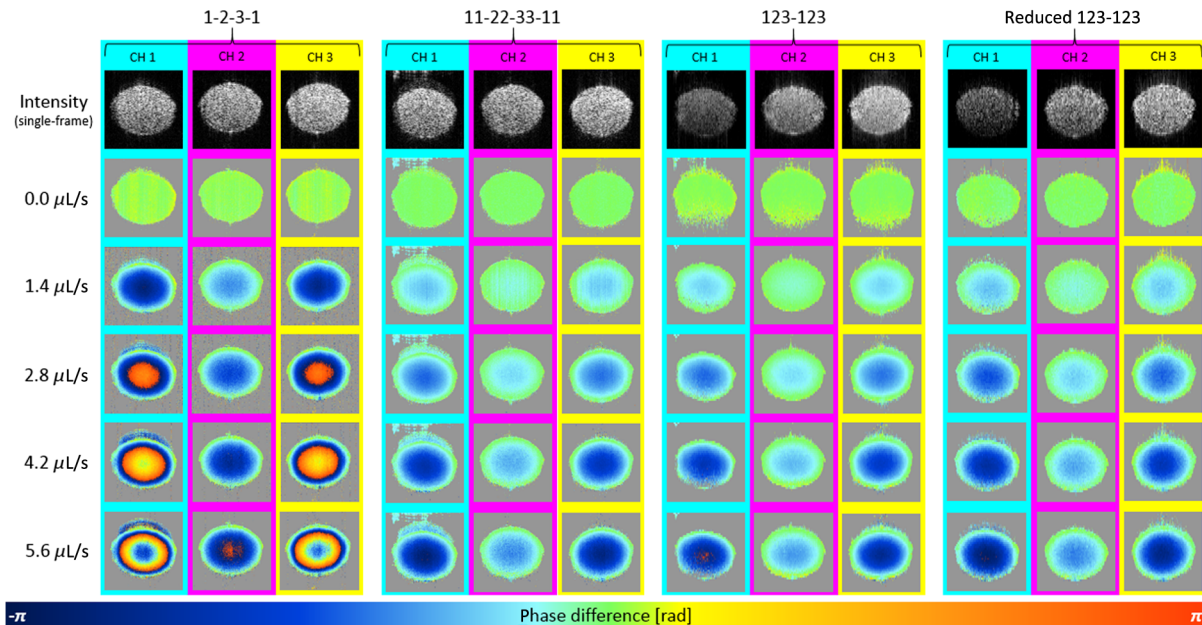 1-2-3-1 11-22-33-11 123-123 Reduced 123-123
CH 1 CH 2 CH 3 CH 1 CH 2 CH 3 CH 1 CH 2 CH 3 CH 1 CH 2 CH 3
Intensity
(single-frame)
0.0 μL/s
1.4 μL/s
2.8 μL/s
4.2 μL/s
5.6 μL/s
-π Phase difference [rad] π